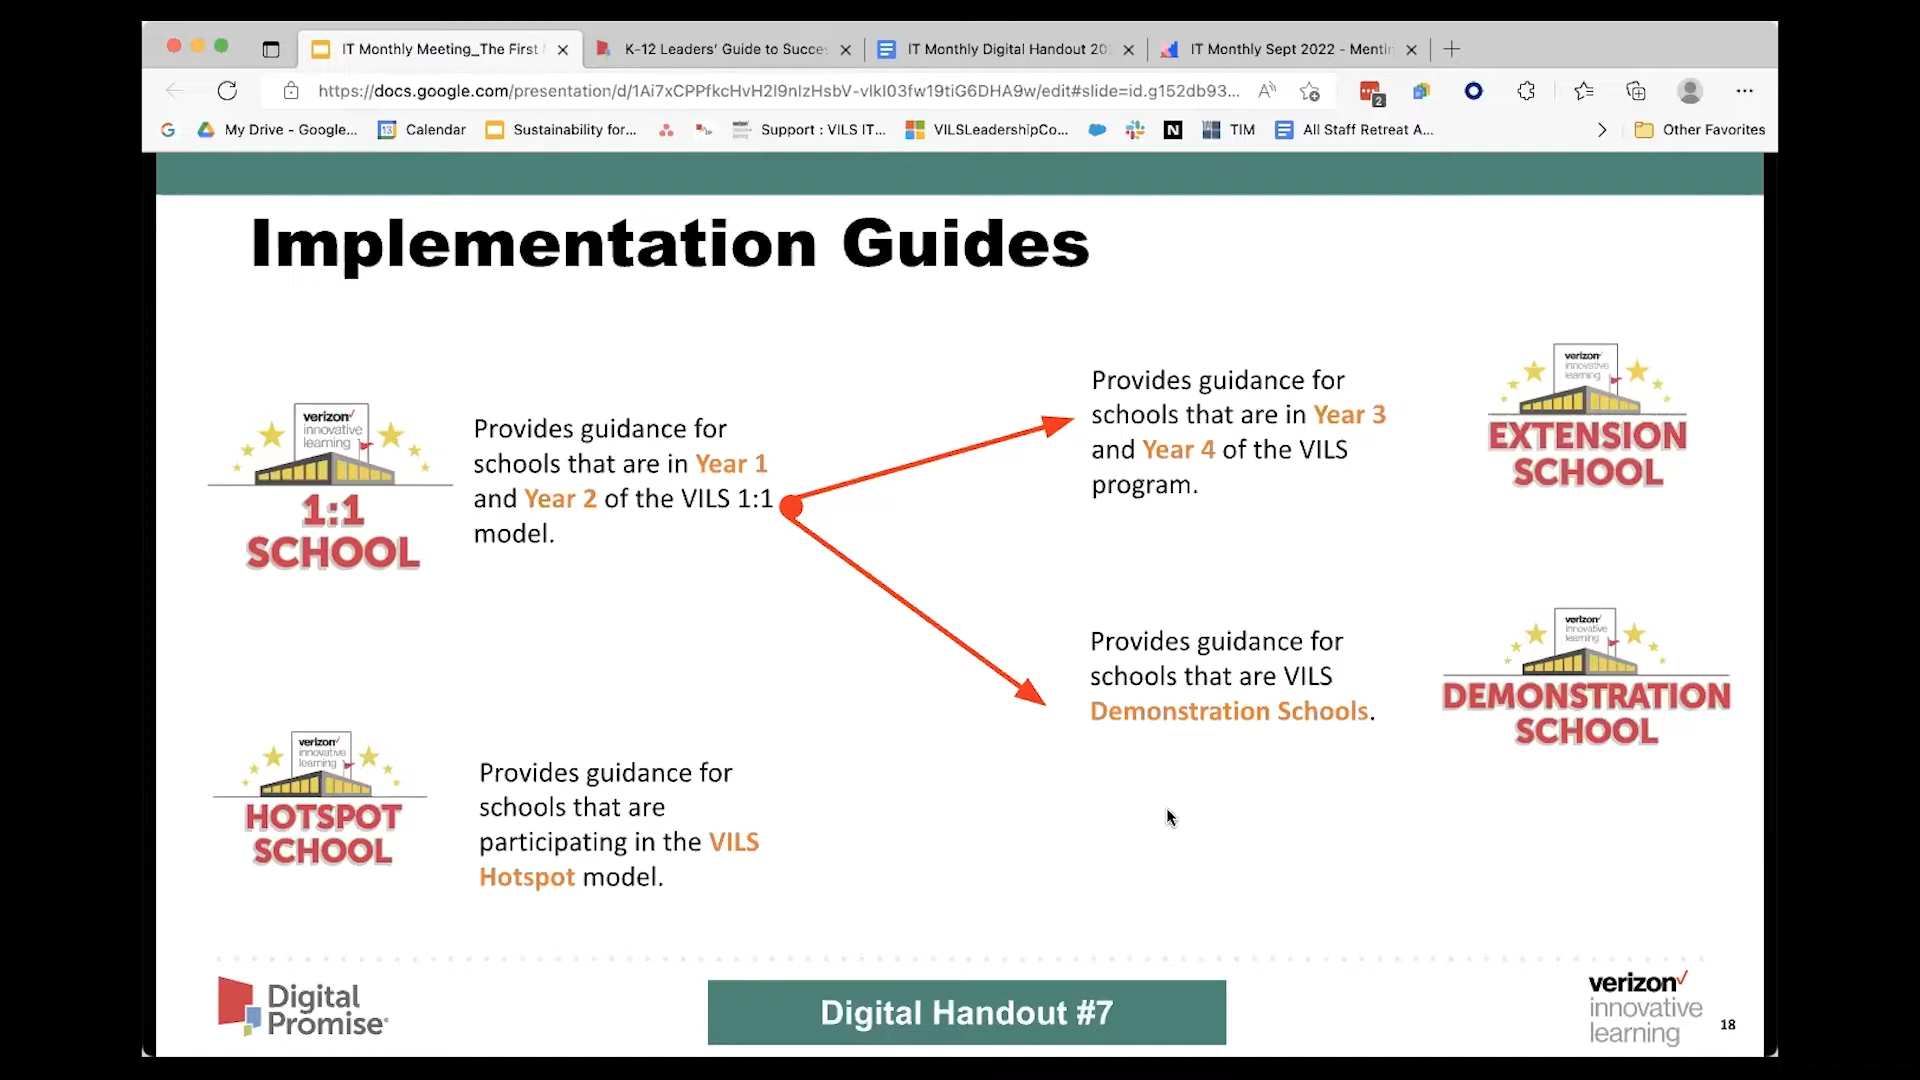 IT Monthly Meeting_The First
K-12 Leaders' Guide to Succe
IT Monthly Digital Handout 20
IT Monthly Sept 2022 - Menti
https://docs.google.com/presentation/d/1Ai7xCPPfkcHvH2I9nIzHsbV-vlkI03fw19tiG6DHA9w/edit#slide=id.g152db93...
2
My Drive - Google...
13
Calendar
Sustainability for...
Support : VILS IT...
VILSLeadershipCo...
N
TIM
All Staff Retreat A...
Other Favorites
Implementation Guides
verizon
innovative
learning
1:1
SCHOOL
Provides guidance for
schools that are in Year 1
and Year 2 of the VILS 1:1
model.
Provides guidance for
schools that are in Year 3
and Year 4 of the VILS
program.
verizon
innovative
learning
EXTENSION
SCHOOL
Provides guidance for
schools that are VILS
Demonstration Schools.
verizon
innovative
learning
DEMONSTRATION
SCHOOL
verizon
innovative
learning
HOTSPOT
SCHOOL
Provides guidance for
schools that are
participating in the VILS
Hotspot model.
Digital
Promise
Digital Handout #7
verizon
innovative
learning
18